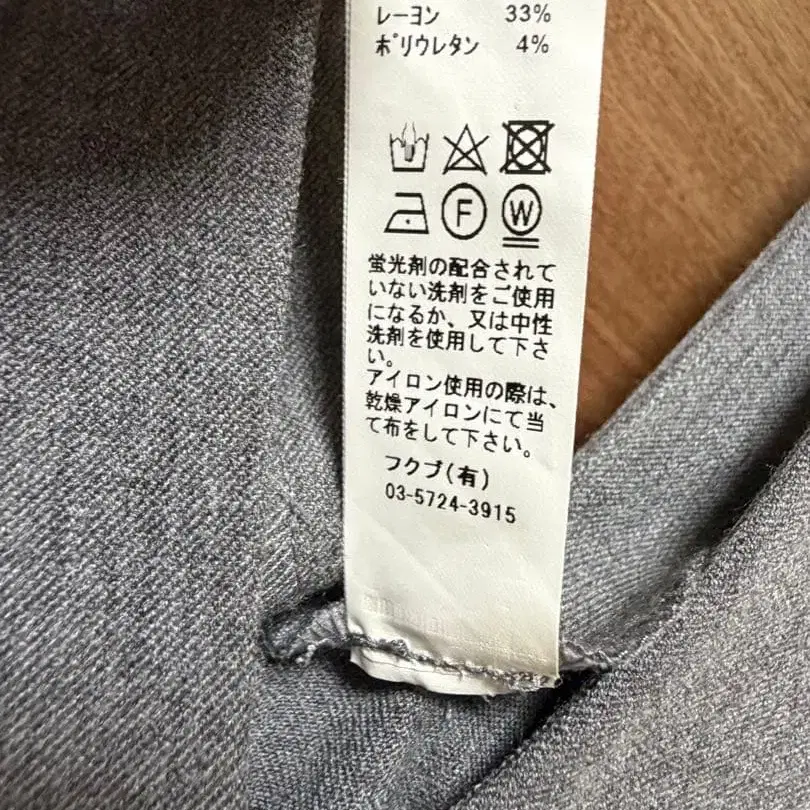 レーヨン 33%
ポリウレタン 4%
F W
蛍光剤の配合されて
いない洗剤をご使用
になるか、又は中性
洗剤を使用して下さ
い。
アイロン使用の際は、
乾燥アイロンにて当
て布をして下さい。
フクブ(有)
03-5724-3915